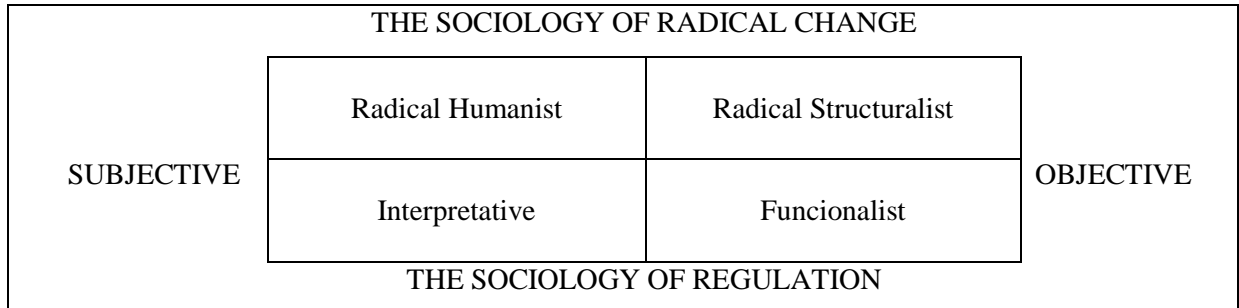 THE SOCIOLOGY OF RADICAL CHANGE
Radical Humanist Radical Structuralist
SUBJECTIVE OBJECTIVE
Interpretative Funcionalist
THE SOCIOLOGY OF REGULATION